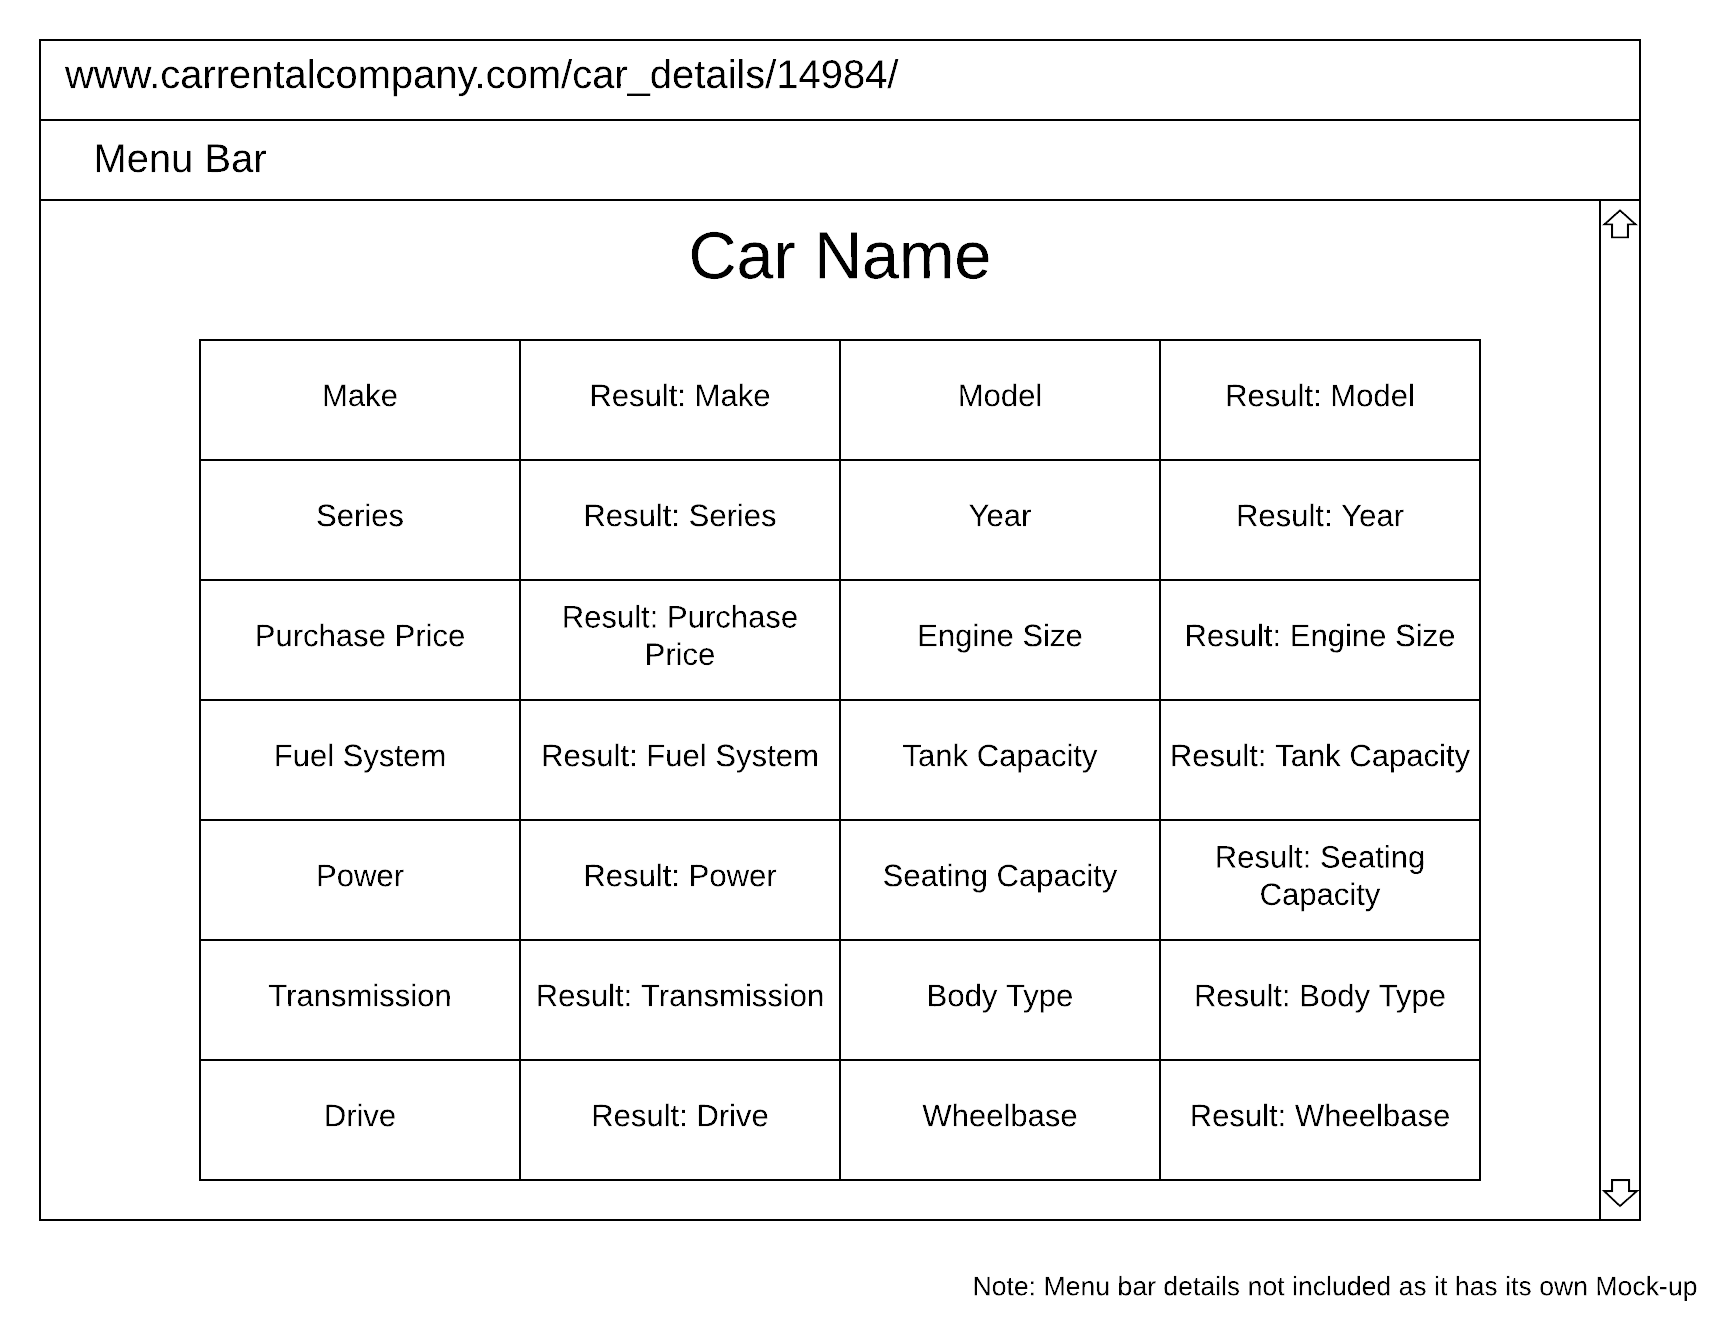 www.carrentalcompany.com/car_details/14984/
Menu Bar
Car Name
Make
Result: Make
Model
Result: Model
Series
Result: Series
Year
Result: Year
Purchase Price
Result: Purchase
Price
Engine Size
Result: Engine Size
Fuel System
Result: Fuel System
Tank Capacity
Result: Tank Capacity
Power
Result: Power
Seating Capacity
Result: Seating
Capacity
Transmission
Result: Transmission
Body Type
Result: Body Type
Drive
Result: Drive
Wheelbase
Result: Wheelbase
Note: Menu bar details not included as it has its own Mock-up